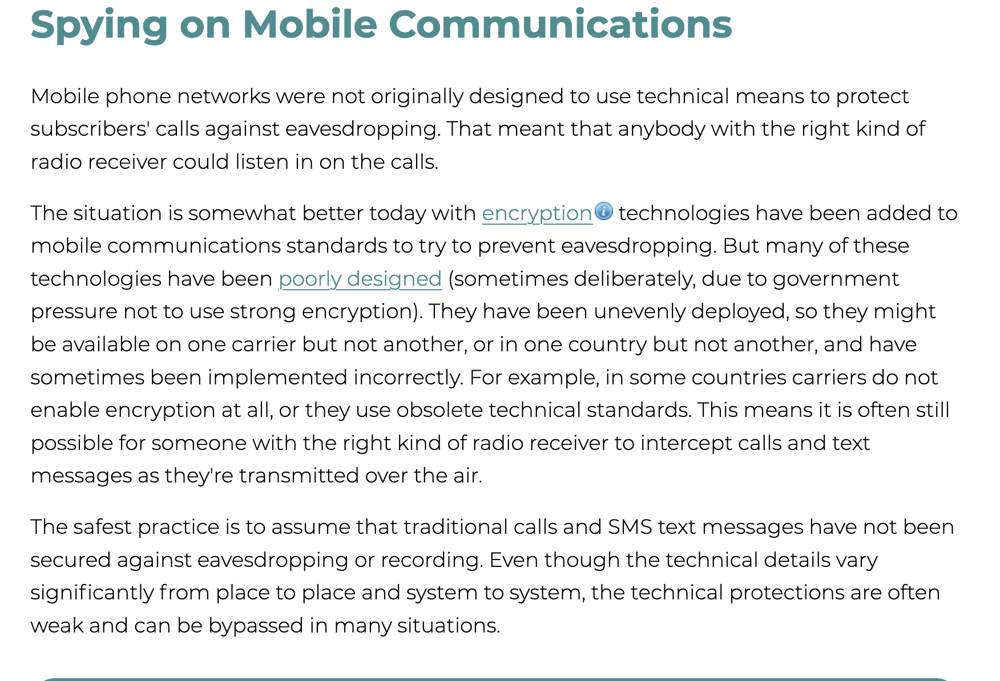 Spying on Mobile Communications
Mobile phone networks were not originally designed to use technical means to protect
subscribers' calls against eavesdropping. That meant that anybody with the right kind of
radio receiver could listen in on the calls.
The situation is somewhat better today with encryption technologies have been added to
mobile communications standards to try to prevent eavesdropping. But many of these
technologies have been poorly designed (sometimes deliberately, due to government
pressure not to use strong encryption). They have been unevenly deployed, so they might
be available on one carrier but not another, or in one country but not another, and have
sometimes been implemented incorrectly. For example, in some countries carriers do not
enable encryption at all, or they use obsolete technical standards. This means it is often still
possible for someone with the right kind of radio receiver to intercept calls and text
messages as they're transmitted over the air.
The safest practice is to assume that traditional calls and SMS text messages have not been
secured against eavesdropping or recording. Even though the technical details vary
significantly from place to place and system to system, the technical protections are often
weak and can be bypassed in many situations.